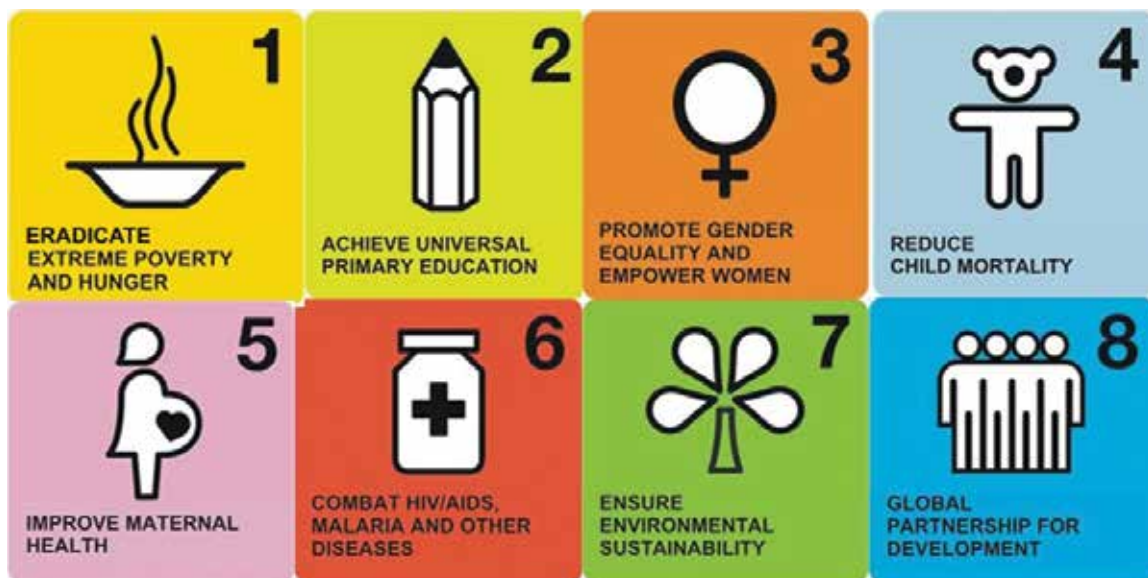 1
ERADICATE
EXTREME POVERTY
AND HUNGER
2
ACHIEVE UNIVERSAL
PRIMARY EDUCATION
3
PROMOTE GENDER
EQUALITY AND
EMPOWER WOMEN
4
REDUCE
CHILD MORTALITY
5
IMPROVE MATERNAL
HEALTH
6
COMBAT HIV/AIDS,
MALARIA AND OTHER
DISEASES
7
ENSURE
ENVIRONMENTAL
SUSTAINABILITY
8
GLOBAL
PARTNERSHIP FOR
DEVELOPMENT